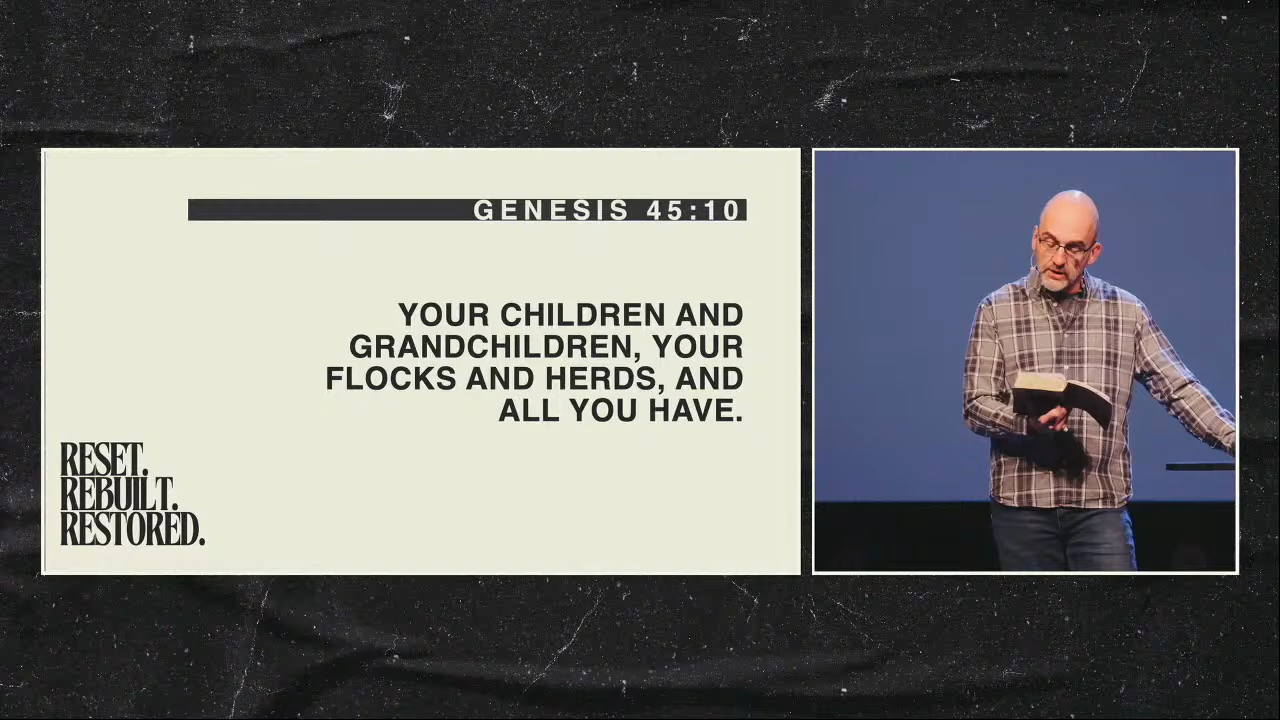 GENESIS 45:10
YOUR CHILDREN AND
GRANDCHILDREN, YOUR
FLOCKS AND HERDS, AND
ALL YOU HAVE.
RESET.
REBUILT.
RESTORED.